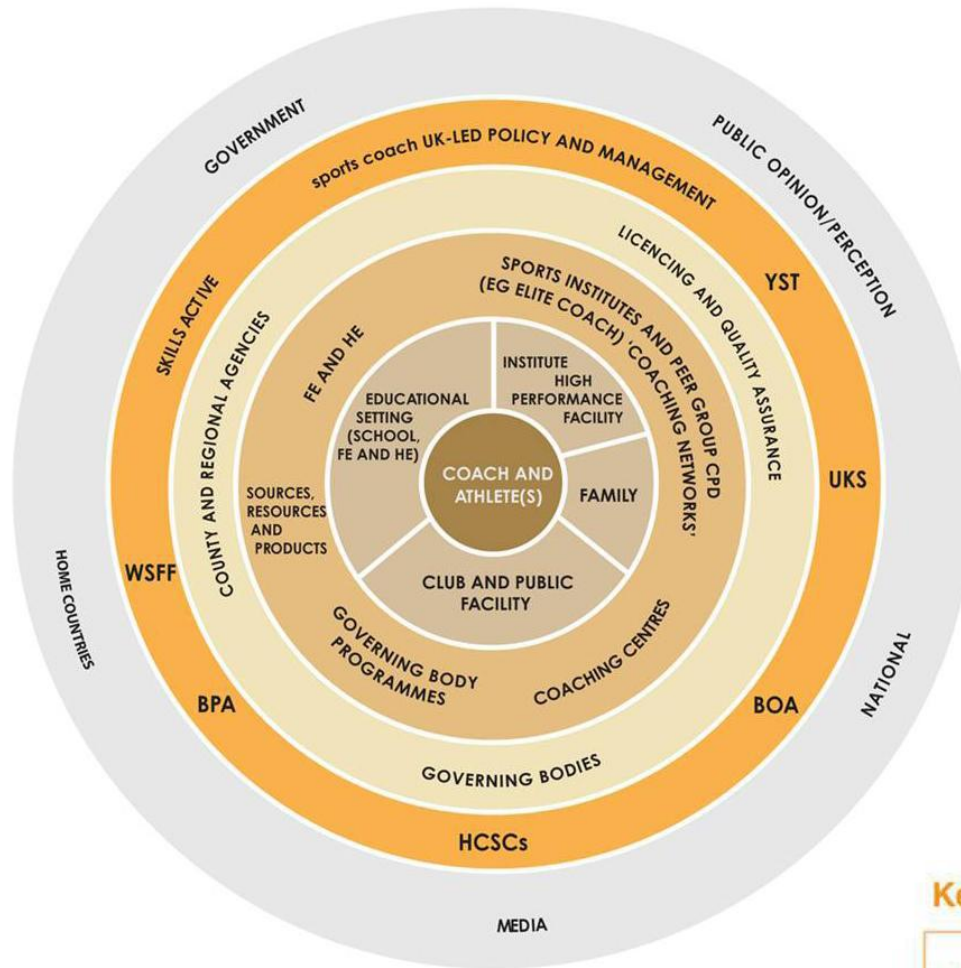 GOVERNMENT
PUBLIC OPINION/PERCEPTION
NATIONAL
MEDIA
HOME COUNTRIES
sports coach UK-LED POLICY AND MANAGEMENT
YST
UKS
BOA
HCSCs
BPA
WSFF
SKILLS ACTIVE
LICENCING AND QUALITY ASSURANCE
GOVERNING BODIES
COUNTY AND REGIONAL AGENCIES
SPORTS INSTITUTES AND PEER GROUP CPD
(EG ELITE COACH) 'COACHING NETWORKS'
COACHING CENTRES
GOVERNING BODY
PROGRAMMES
SOURCES,
RESOURCES
AND
PRODUCTS
FE AND HE
INSTITUTE
HIGH
PERFORMANCE
FACILITY
FAMILY
CLUB AND PUBLIC
FACILITY
EDUCATIONAL
SETTING
(SCHOOL,
FE AND HE)
COACH AND
ATHLETE(S)